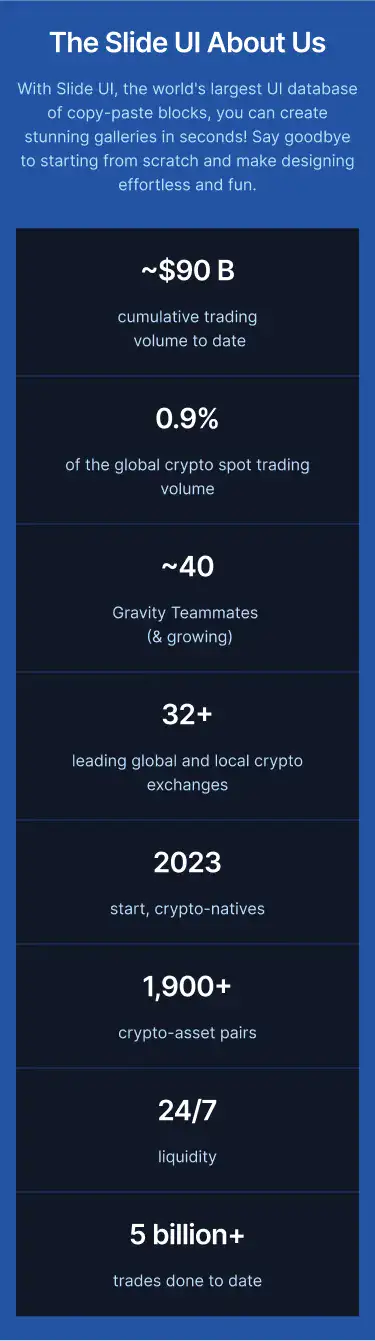 The Slide UI About Us
With Slide UI, the world's largest UI database
of copy-paste blocks, you can create
stunning galleries in seconds! Say goodbye
to starting from scratch and make designing
effortless and fun.
~$90 B
cumulative trading
volume to date
0.9%
of the global crypto spot trading
volume
~40
Gravity Teammates
(& growing)
32+
leading global and local crypto
exchanges
2023
start, crypto-natives
1,900+
crypto-asset pairs
24/7
liquidity
5 billion+
trades done to date